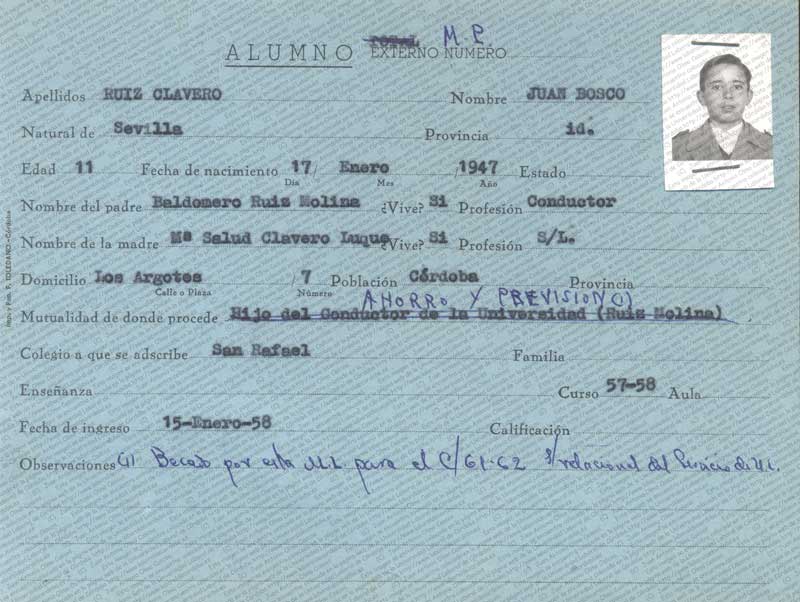 M. P.
ALUMNO EXTERNO NUMERO
Apellidos RUIZ CLAVERO Nombre JUAN BOSCO
Natural de Sevilla Provincia id.
Edad 11 Fecha de nacimiento 17/ Enero /1947 Estado
Día Mes Año
Nombre del padre Baldomero Ruiz Molina ¿Vive? Si Profesión Conductor
Nombre de la madre Mª Salud Clavero Luque ¿Vive? Si Profesión S/L.
Domicilio Los Argotes / 7 Población Córdoba Provincia
Calle o Plaza Número
AHORRO Y PREVISION (1)
Mutualidad de donde procede Hijo del Conductor de la Universidad (Ruiz Molina)
Colegio a que se adscribe San Rafael Familia
Enseñanza Curso 57-58 Aula
Fecha de ingreso 15-Enero-58 Calificación
Observaciones (1) Becado por esta M.L. para el C/61-62 s/relacional del Servicio de
TOLEDANO.-Córdoba